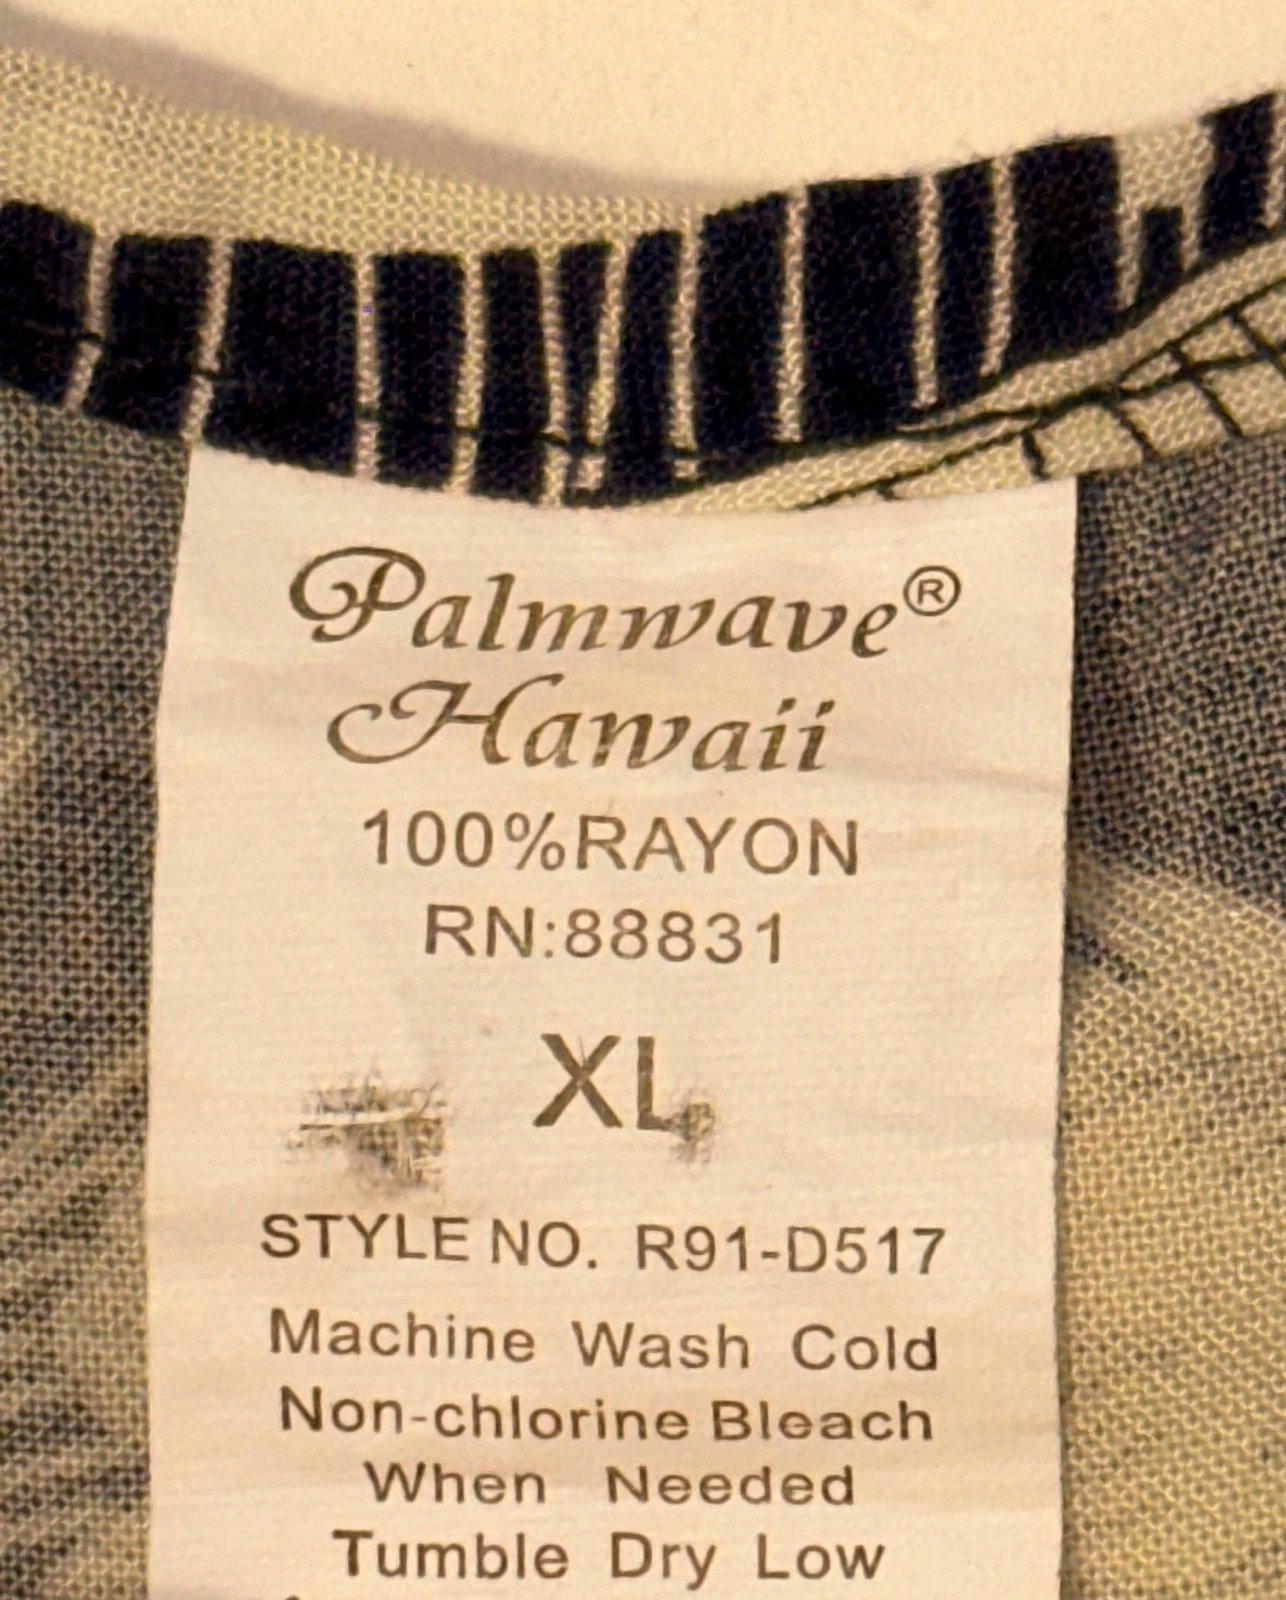 Palmwave®
Hawaii
100%RAYON
RN:88831
XL
STYLE NO. R91-D517
Machine Wash Cold
Non-chlorine Bleach
When Needed
Tumble Dry Low